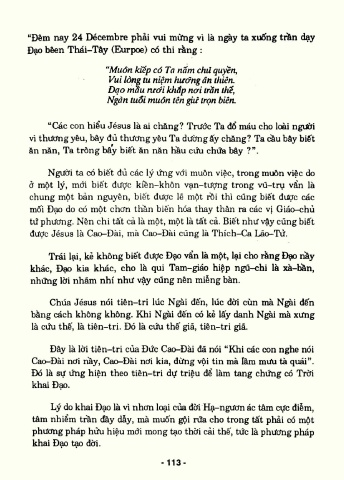 “Đêm nay 24 Décembre phải vui mừng vì là ngày ta xuống trần dạy
Đạo bêen Thái–Tây (Eurpoe) có thi rằng :
“Muôn kiếp có Ta nắm chủ quyền,
Vui lòng tu niệm hưởng ân thiên.
Đạo mầu rưới khắp nơi trần thế,
Ngàn tuổi muôn tên giữ trọn biên.
“Các con hiểu Jésus là ai chăng? Trước Ta đổ máu cho loài người
vì thương yêu, bây đủ thương yêu Ta dường ấy chăng? Ta cầu bây biết
ăn năn, Ta trông bẩy biết ăn năn hầu cứu chữa bây ?”.
Người ta có biết đủ các lý ứng với muôn việc, trong muôn việc do
ở một lý, mới biết được kiền–khôn vạn–tượng trong vũ–trụ vẩn là
chung một bản nguyên, biết được lẽ một rồi thì cũng biết được các
mối Đạo do có một chơn thần biến hóa thay thân ra các vị Giáo–chủ
tứ phương. Nên chi tất cả là một, một là tất cả. Biết như vậy cũng biết
được Jésus là Cao–Đài, mà Cao–Đài cũng là Thích–Ca Lão–Tử.
Trái lại, kẻ không biết được Đạo vẩn là một, lại cho rằng Đạo nầy
khác, Đạo kia khác, cho là qui Tam–giáo hiệp ngũ–chi là xà–bần,
những lời nhãm nhí như vậy cũng nên miễng bàn.
Chúa Jésus nói tiên–tri lúc Ngài đến, lúc đời cùn mà Ngài đến
bằng cách không không. Khi Ngài đến có kẻ lấy danh Ngài mà xưng
là cứu thế, là tiên–tri. Đó là cứu thế giả, tiên–tri giả.
Đây là lời tiên–tri của Đức Cao–Đài đã nói “Khi các con nghe nói
Cao–Đài nơi nầy, Cao–Đài nơi kia, đừng vội tin mà lầm mưu tà quái”.
Đó là sự ứng hiện theo tiên–tri dự triệu để làm tang chứng có Trời
khai Đạo.
Lý do khai Đạo là vì nhơn loại của đời Hạ–ngươn ác tâm cực điểm,
tâm nhiểm trần đầy dẫy, mà muốn gội rửa cho trong tất phải có một
phương pháp hửu hiệu mới mong tạo thời cải thế, tức là phương pháp
khai Đạo tạo đời.
- 113 -